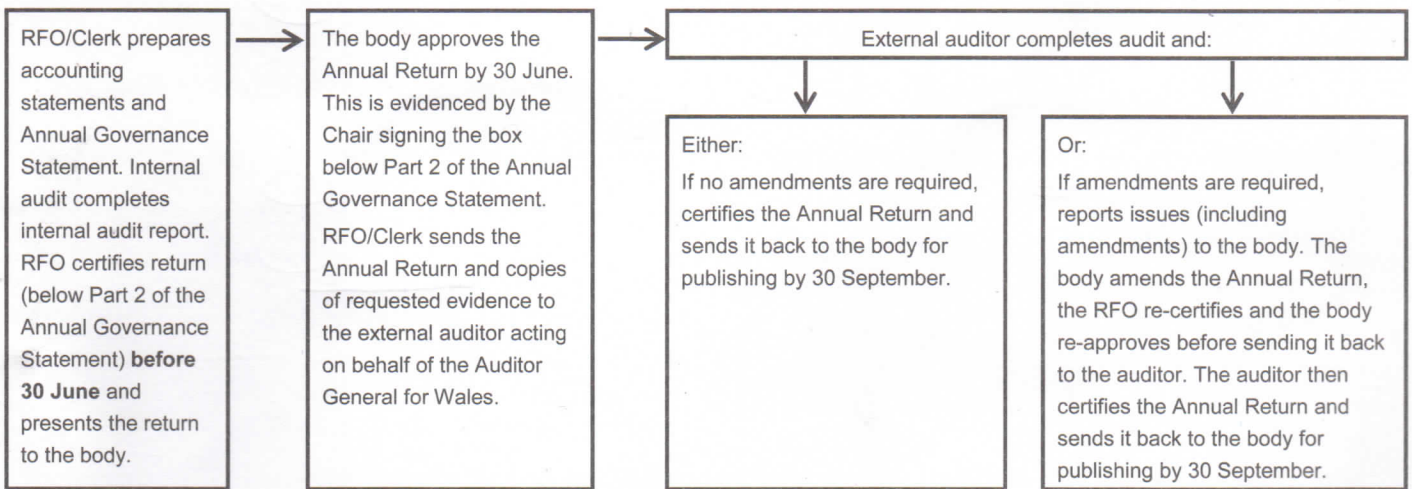 RFO/Clerk prepares
accounting
statements and
Annual Governance
Statement. Internal
audit completes
internal audit report.
RFO certifies return
(below Part 2 of the
Annual Governance
Statement) before
30 June and
presents the return
to the body.
The body approves the
Annual Return by 30 June.
This is evidenced by the
Chair signing the box
below Part 2 of the Annual
Governance Statement.
RFO/Clerk sends the
Annual Return and copies
of requested evidence to
the external auditor acting
on behalf of the Auditor
General for Wales.
External auditor completes audit and:
Either:
If no amendments are required,
certifies the Annual Return and
sends it back to the body for
publishing by 30 September.
Or:
If amendments are required,
reports issues (including
amendments) to the body. The
body amends the Annual Return,
the RFO re-certifies and the body
re-approves before sending it back
to the auditor. The auditor then
certifies the Annual Return and
sends it back to the body for
publishing by 30 September.